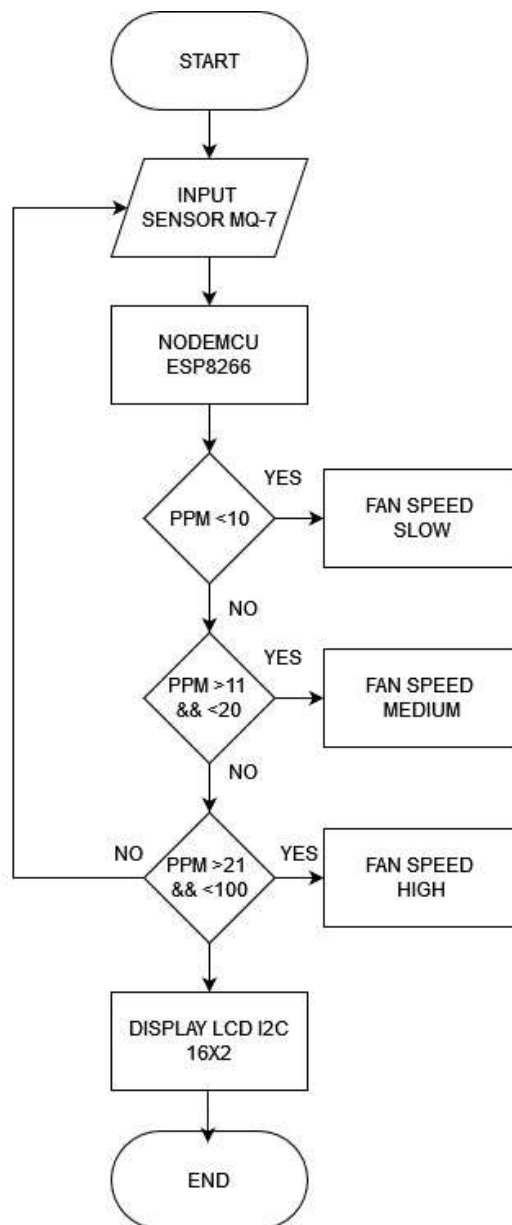 START
INPUT
SENSOR MQ-7
NODEMCU
ESP8266
PPM <10
YES
FAN SPEED
SLOW
NO
PPM >11
&& <20
YES
FAN SPEED
MEDIUM
NO
NO
PPM >21
&& <100
YES
FAN SPEED
HIGH
DISPLAY LCD I2C
16X2
END